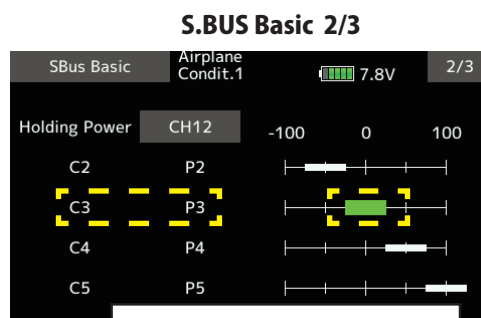 S.BUS Basic 2/3
SBus Basic Airplane Condit.1 7.8V 2/3
Holding Power CH12 -100 0 100
C2 P2
C3 P3
C4 P4
C5 P5